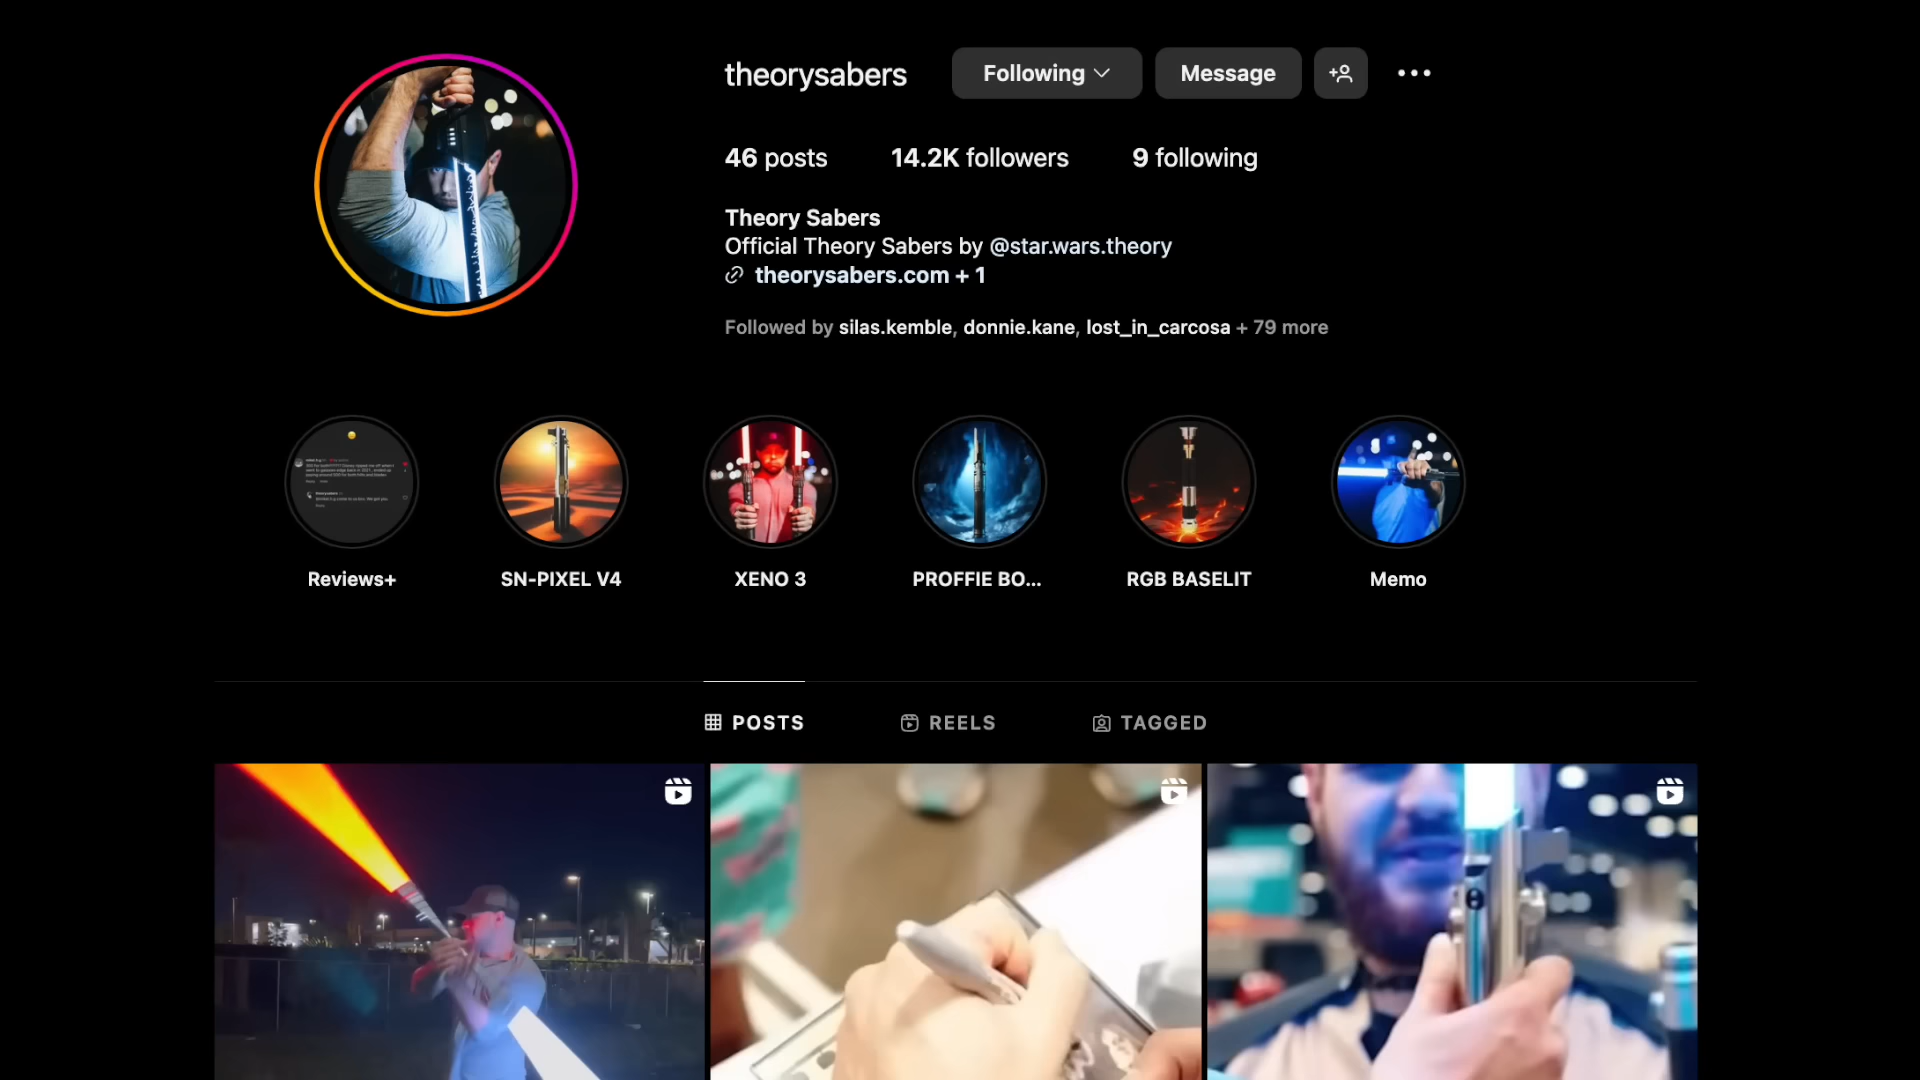 theorysabers
Following
Message
46 posts
14.2K followers
9 following
Theory Sabers
Official Theory Sabers by @star.wars.theory
theorysabers.com + 1
Followed by silas.kemble, donnie.kane, lost_in_carcosa + 79 more
Reviews+
SN-PIXEL V4
XENO 3
PROFFIE BO...
RGB BASELIT
Memo
POSTS
REELS
TAGGED